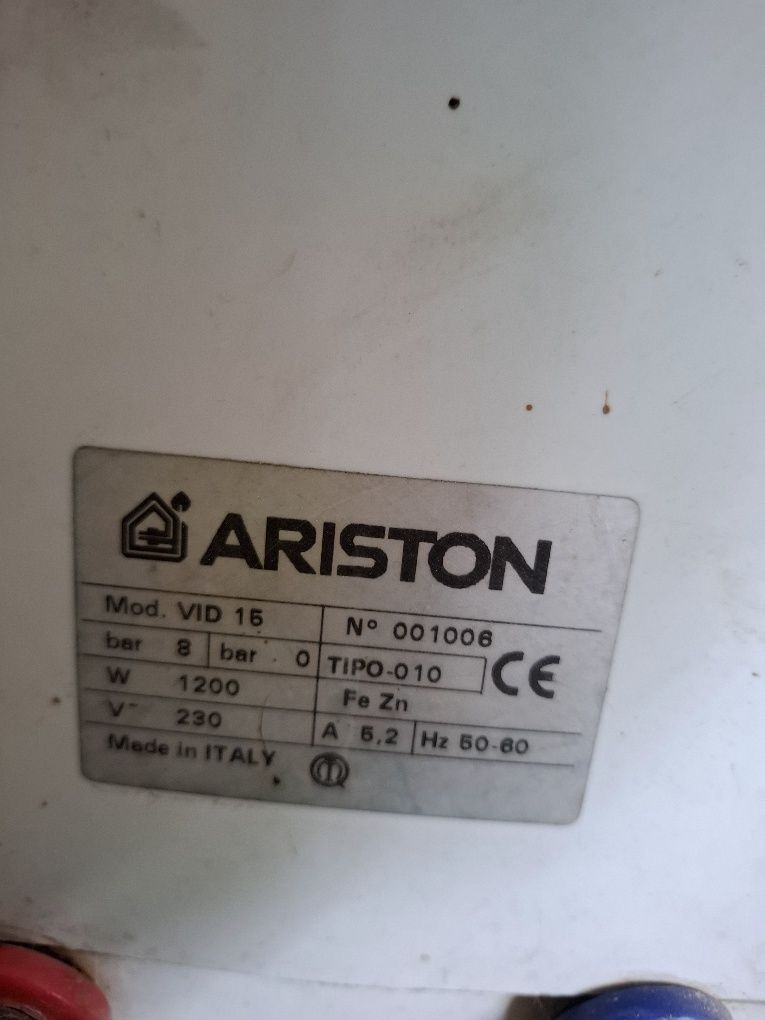 ARISTON
Mod. VID 15 N° 001006
bar 8 bar 0 TIPO-010 CE
W 1200 Fe Zn
V~ 230 A 5,2 Hz 50-60
Made in ITALY